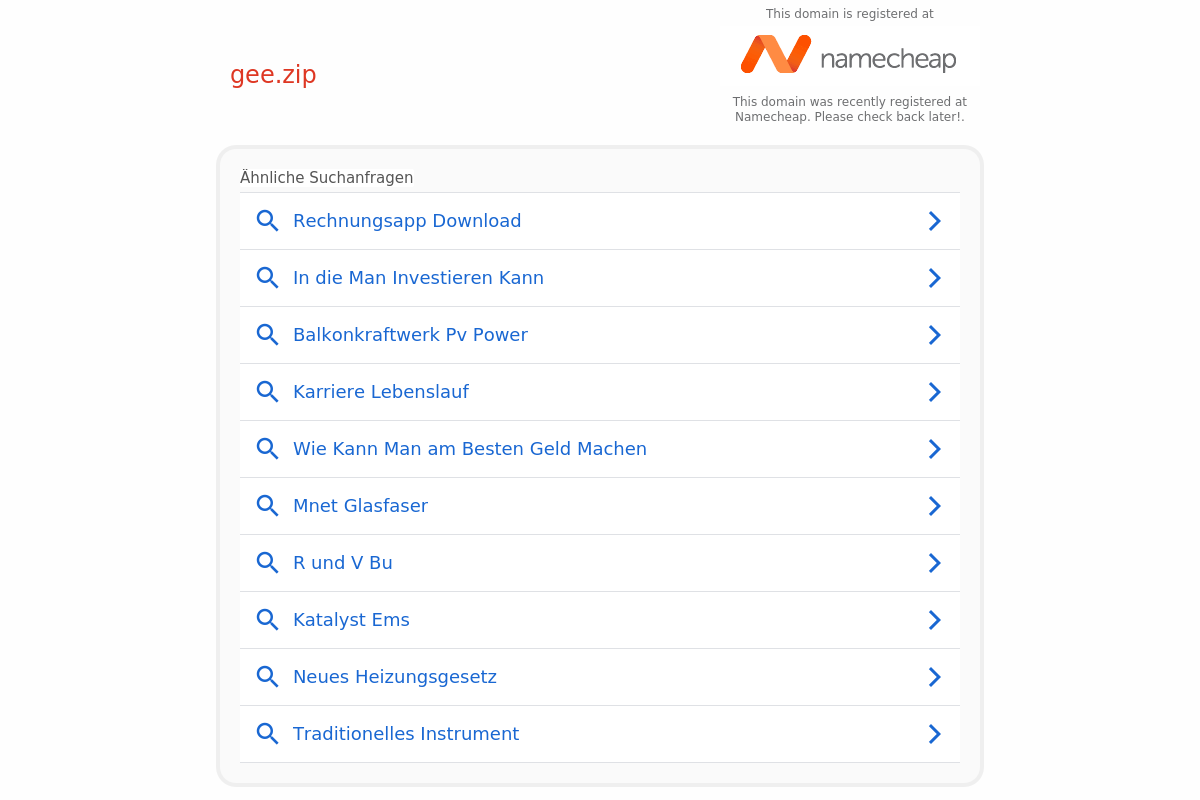 This domain is registered at
namecheap
gee.zip
This domain was recently registered at
Namecheap. Please check back later!.
Ähnliche Suchanfragen
Rechnungsapp Download
In die Man Investieren Kann
Balkonkraftwerk Pv Power
Karriere Lebenslauf
Wie Kann Man am Besten Geld Machen
Mnet Glasfaser
R und V Bu
Katalyst Ems
Neues Heizungsgesetz
Traditionelles Instrument